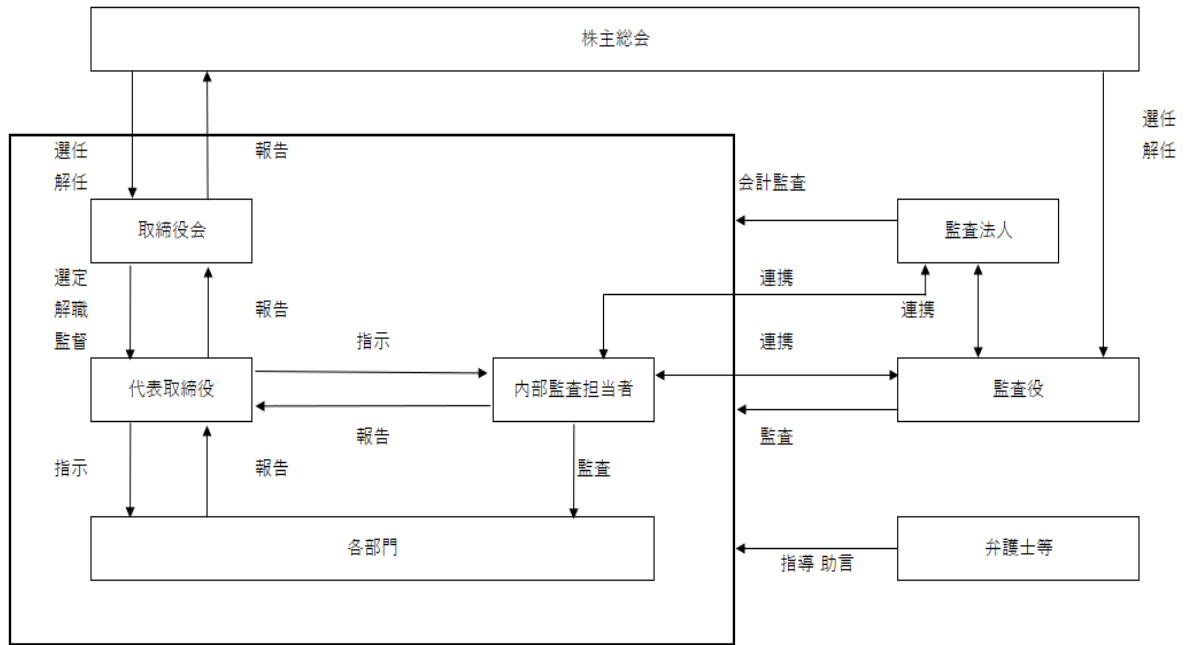 株主総会
選任
解任
選任
解任
報告
会計監査
取締役会
監査法人
選定
解職
監督
報告
連携
連携
指示
連携
代表取締役
内部監査担当者
監査役
報告
監査
指示
報告
監査
各部門
弁護士等
指導 助言